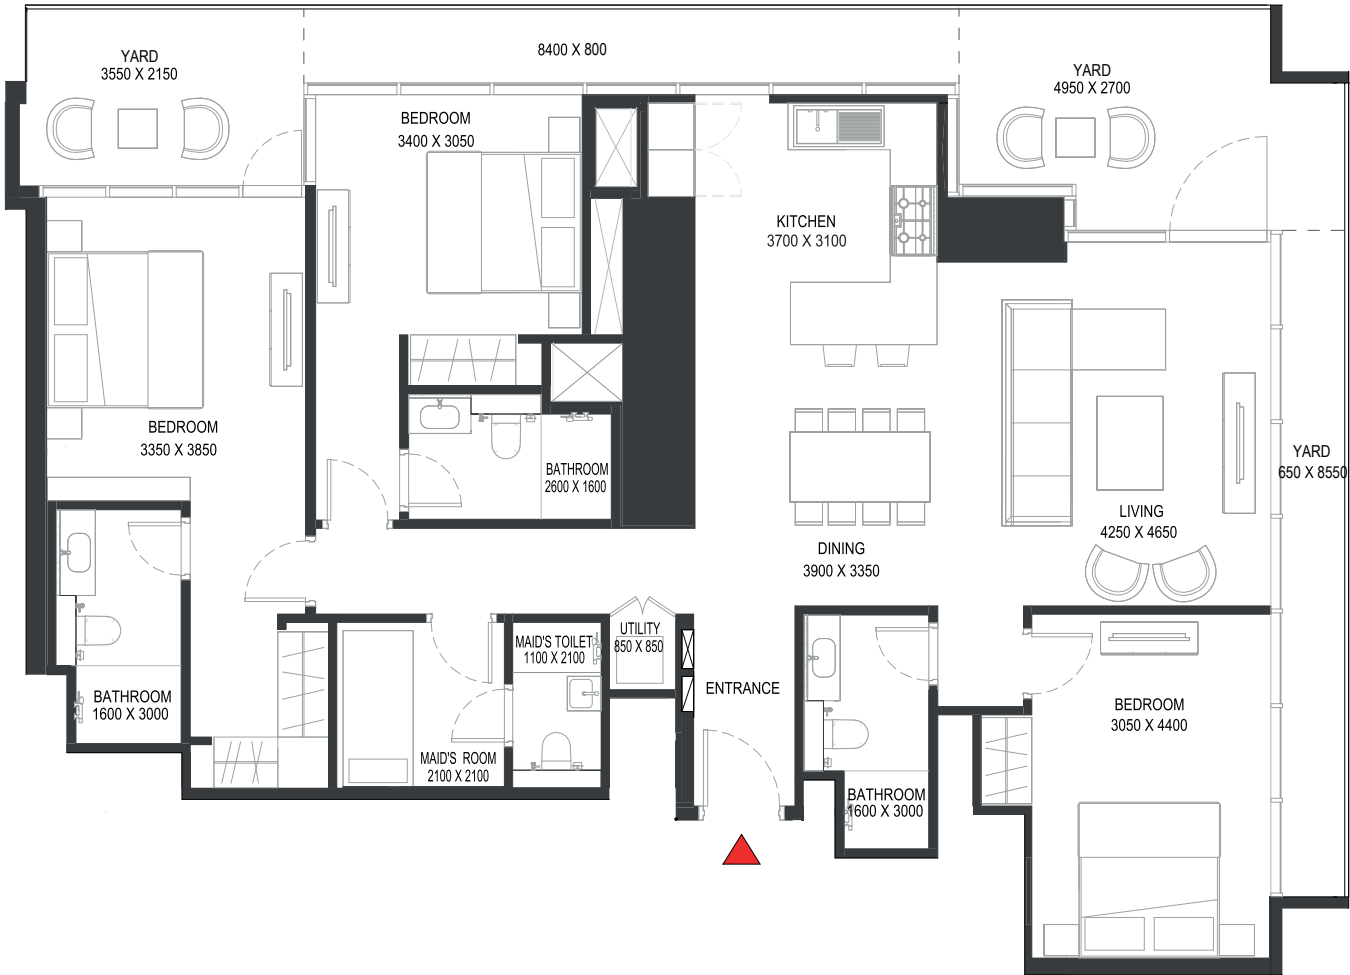 8400 X 800
YARD
3550 X 2150
YARD
4950 X 2700
BEDROOM
3400 X 3050
KITCHEN
3700 X 3100
BEDROOM
3350 X 3850
YARD
650 X 8550
BATHROOM
2600 X 1600
LIVING
4250 X 4650
DINING
3900 X 3350
UTILITY
850 X 850
MAID'S TOILET
1100 X 2100
ENTRANCE
BATHROOM
1600 X 3000
BEDROOM
3050 X 4400
MAID'S ROOM
2100 X 2100
BATHROOM
1600 X 3000